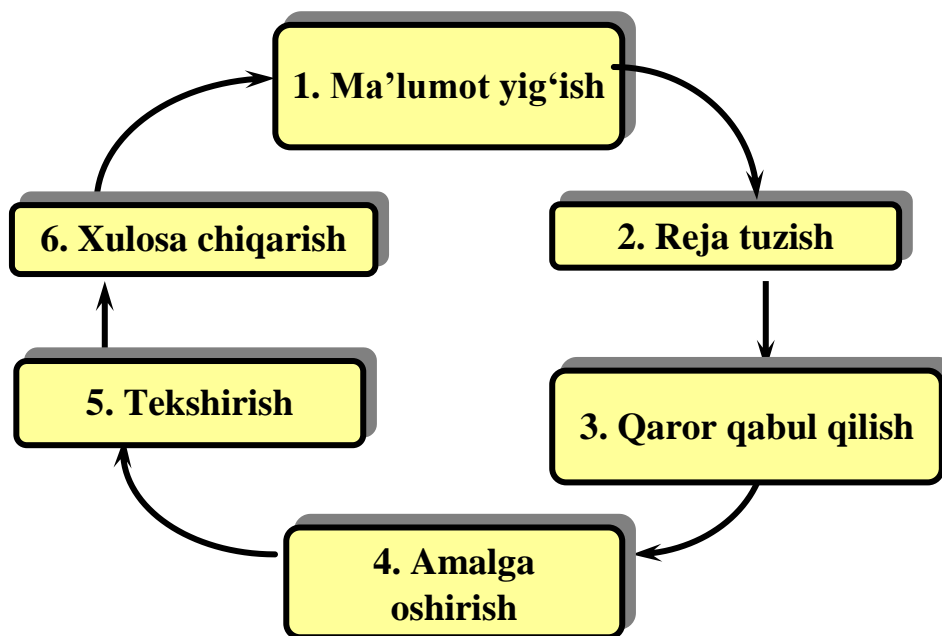 1. Ma’lumot yig‘ish
2. Reja tuzish
3. Qaror qabul qilish
4. Amalga
oshirish
5. Tekshirish
6. Xulosa chiqarish